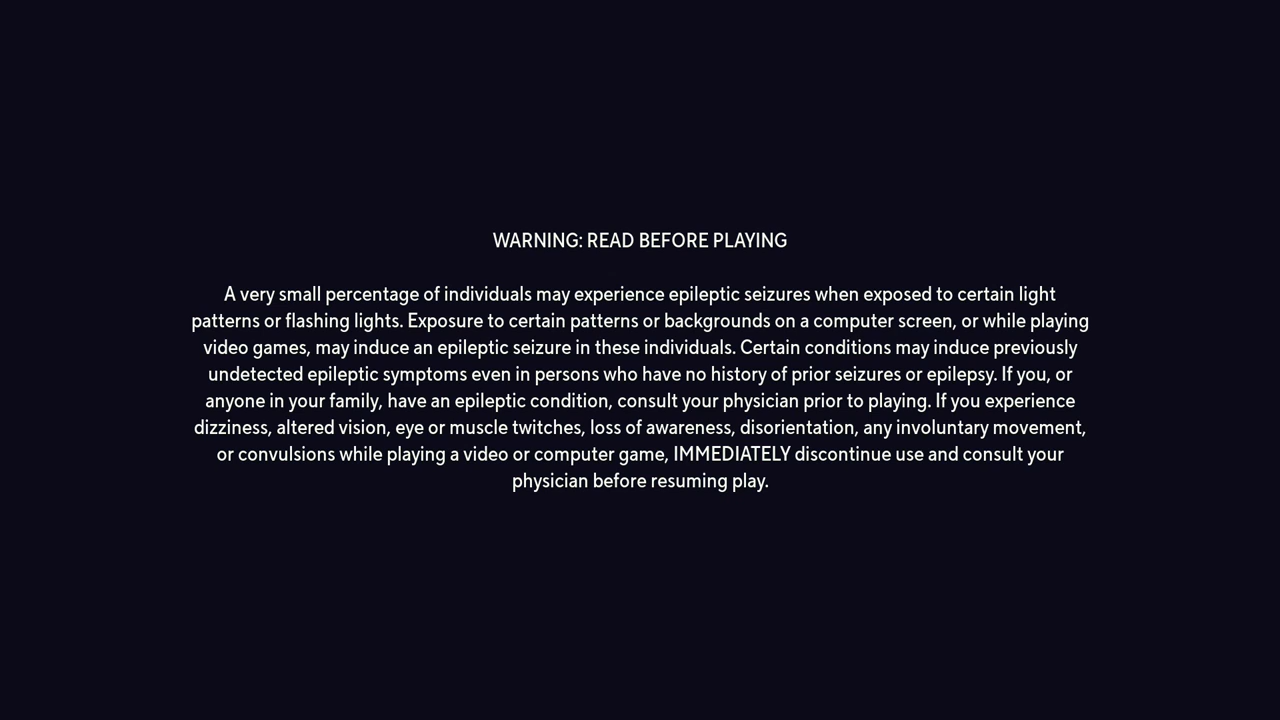 WARNING: READ BEFORE PLAYING
A very small percentage of individuals may experience epileptic seizures when exposed to certain light
patterns or flashing lights. Exposure to certain patterns or backgrounds on a computer screen, or while playing
video games, may induce an epileptic seizure in these individuals. Certain conditions may induce previously
undetected epileptic symptoms even in persons who have no history of prior seizures or epilepsy. If you, or
anyone in your family, have an epileptic condition, consult your physician prior to playing. If you experience
dizziness, altered vision, eye or muscle twitches, loss of awareness, disorientation, any involuntary movement,
or convulsions while playing a video or computer game, IMMEDIATELY discontinue use and consult your
physician before resuming play.